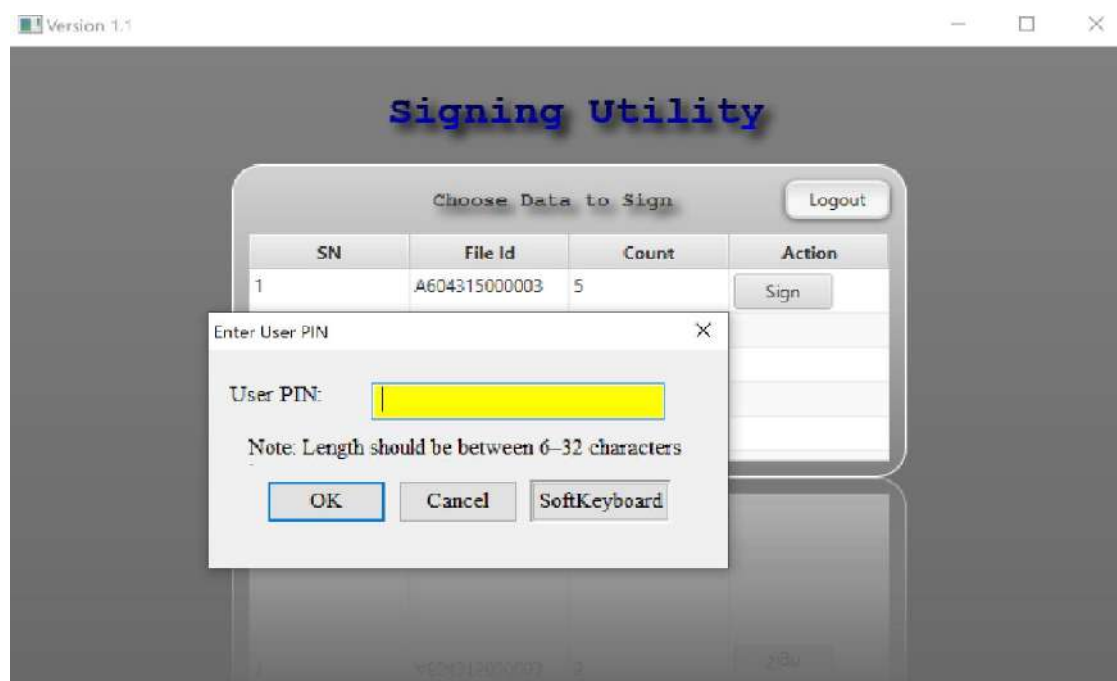 Version 1.1
Signing Utility
Choose Data to Sign
Logout
SN File Id Count Action
1 A604315000003 5 Sign
Enter User PIN
User PIN:
Note: Length should be between 6–32 characters
OK Cancel SoftKeyboard